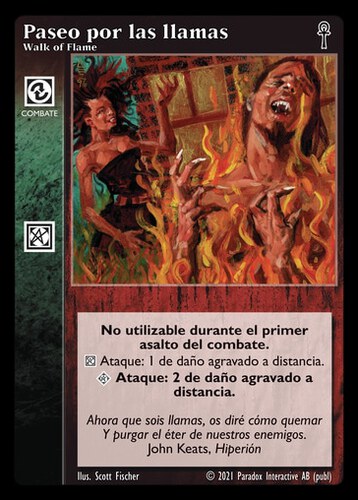 Paseo por las llamas
Walk of Flame
COMBATE
No utilizable durante el primer
asalto del combate.
Ataque: 1 de daño agravado a distancia.
Ataque: 2 de daño agravado a
distancia.
Ahora que sois llamas, os diré cómo quemar
Y purgar el éter de nuestros enemigos.
John Keats, Hiperión
Ilus. Scott Fischer
© 2021 Paradox Interactive AB (publ)